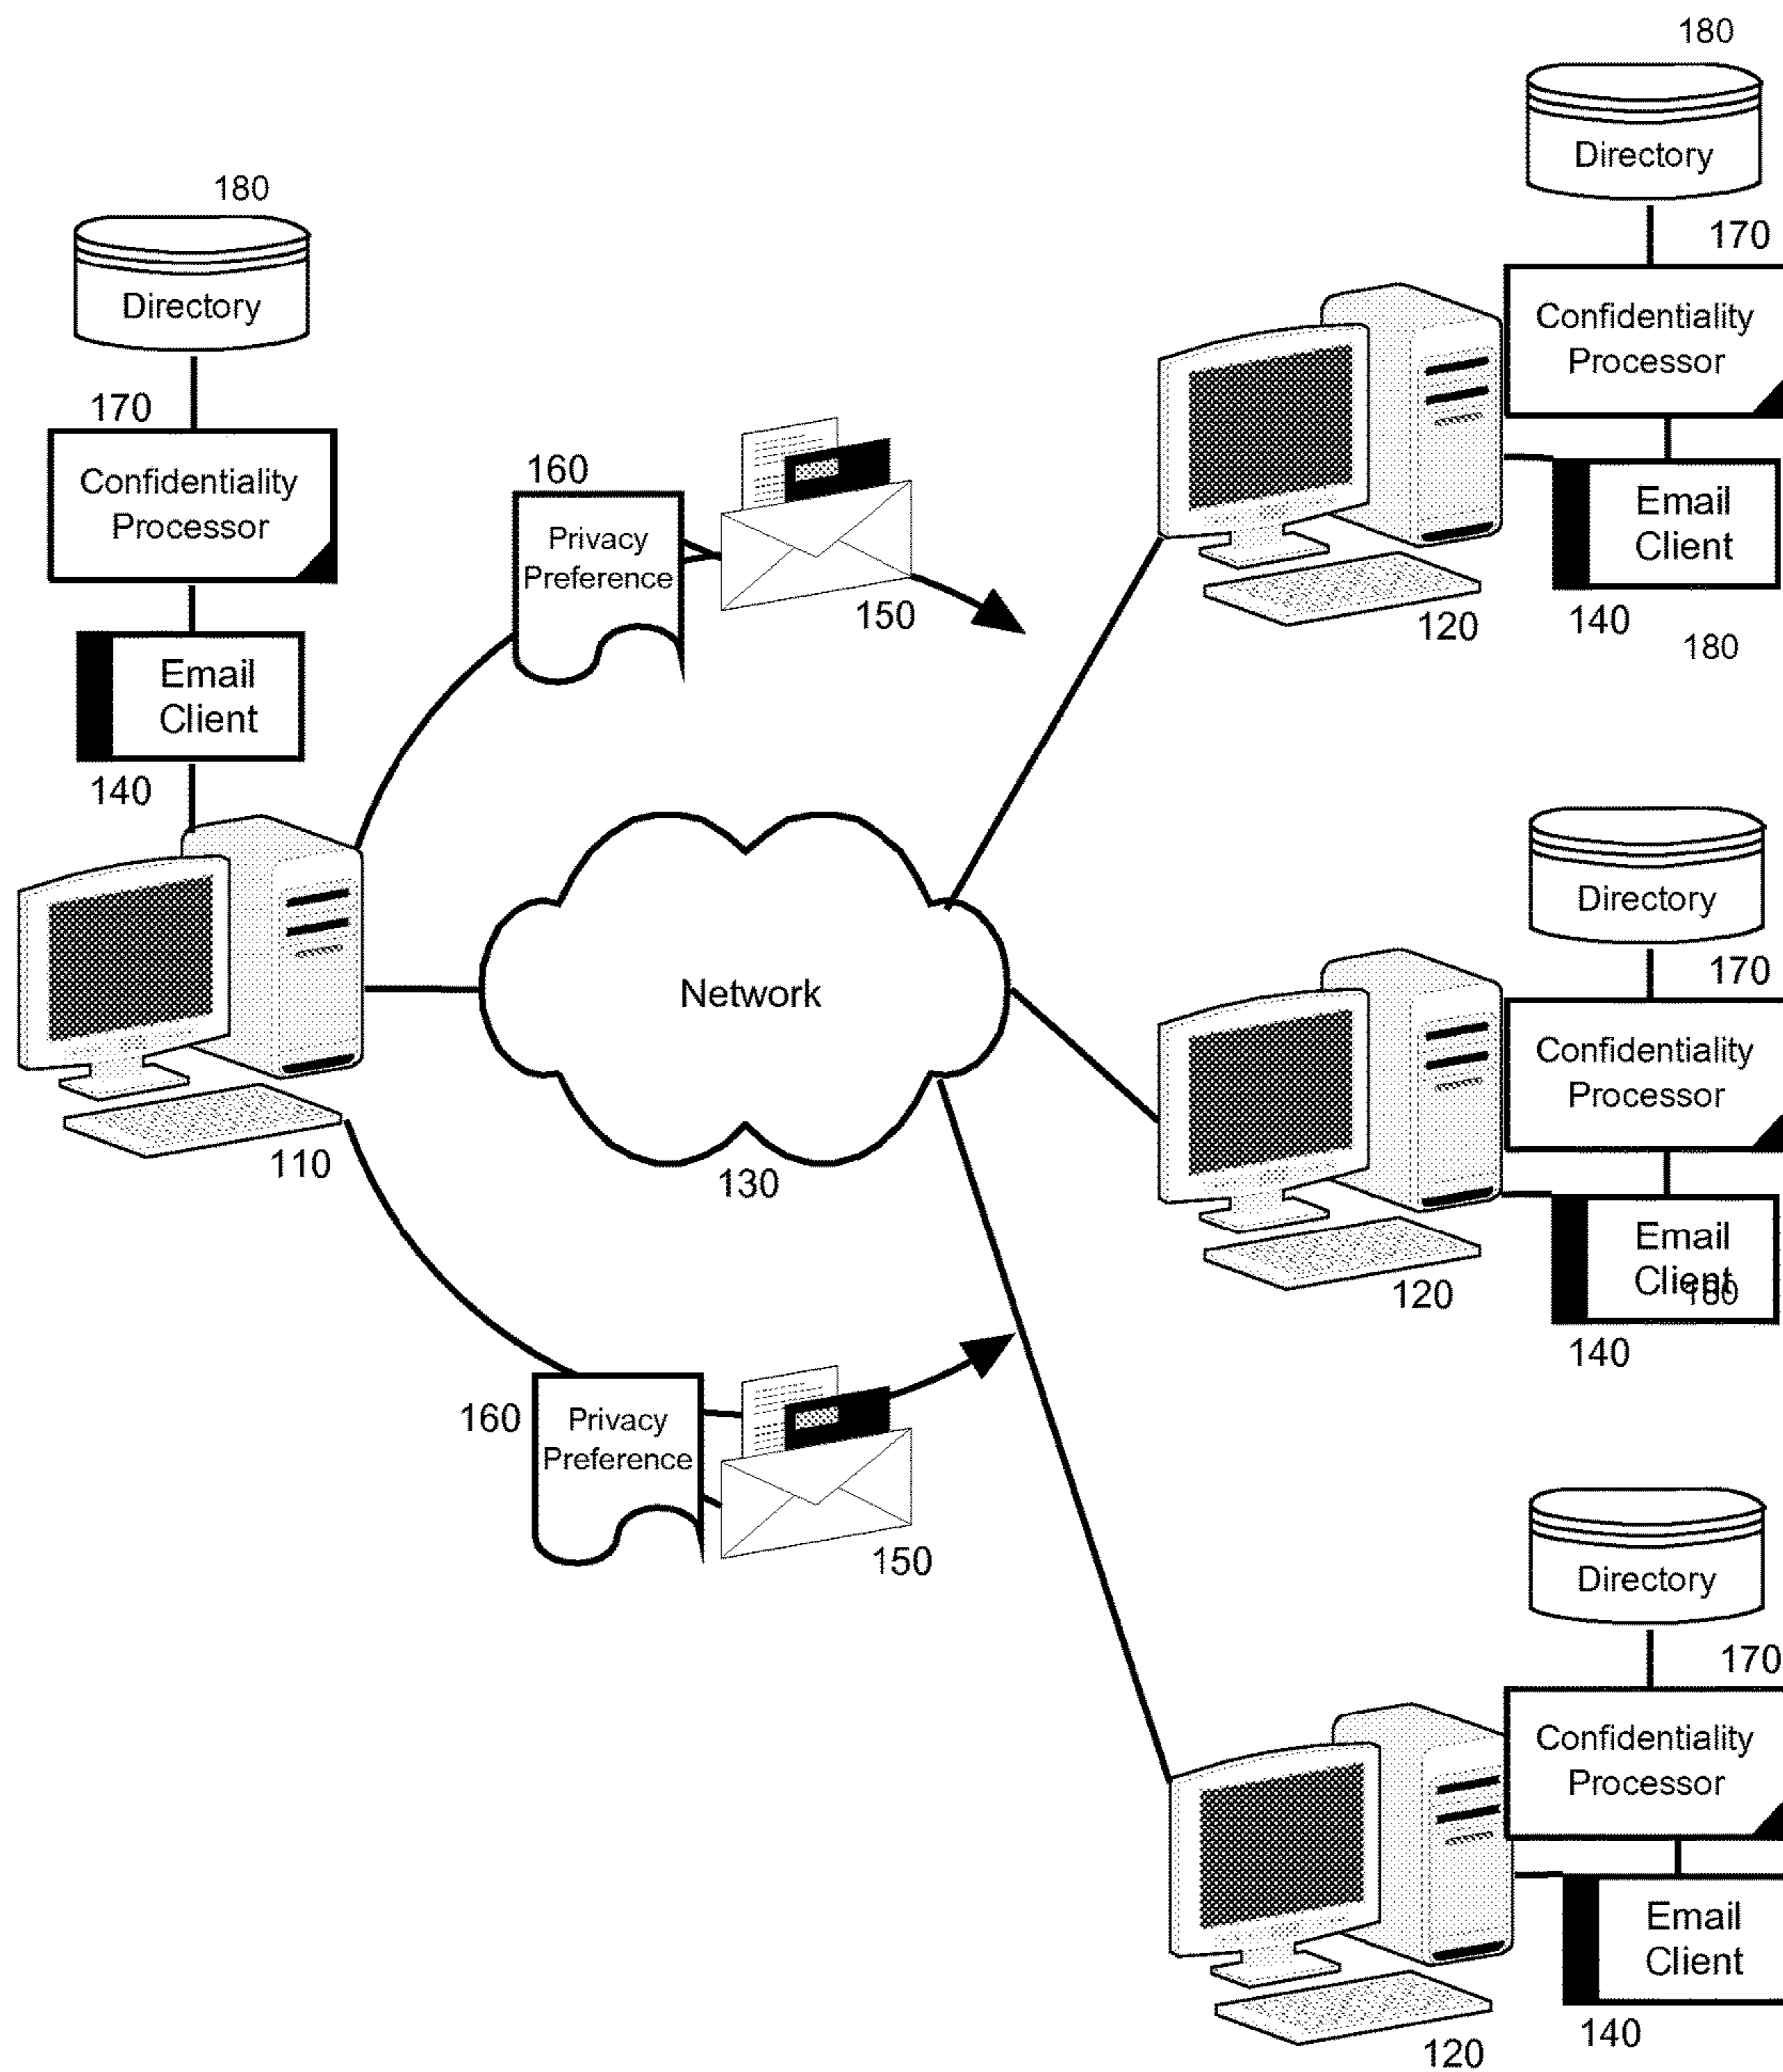 180
Directory
170
Confidentiality
Processor
Email
Client
140
110
160
Privacy
Preference
150
Network
130
160
Privacy
Preference
150
180
Directory
170
Confidentiality
Processor
Email
Client
120
140
180
Directory
170
Confidentiality
Processor
Email
Client
180
120
140
Directory
170
Confidentiality
Processor
Email
Client
140
120